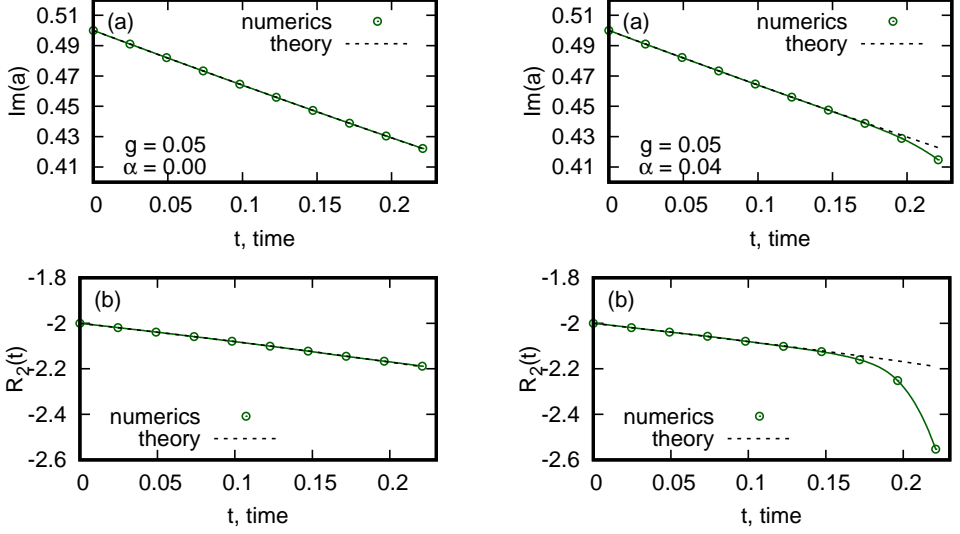 (a)
numerics
theory
0.51
0.49
0.47
0.45
0.43
0.41
Im(a)
g = 0.05
α = 0.00
0 0.05 0.1 0.15 0.2
t, time
(a)
numerics
theory
0.51
0.49
0.47
0.45
0.43
0.41
Im(a)
g = 0.05
α = 0.04
0 0.05 0.1 0.15 0.2
t, time
(b)
-1.8
-2
-2.2
-2.4
-2.6
R2(t)
numerics
theory
0 0.05 0.1 0.15 0.2
t, time
(b)
-1.8
-2
-2.2
-2.4
-2.6
R2(t)
numerics
theory
0 0.05 0.1 0.15 0.2
t, time